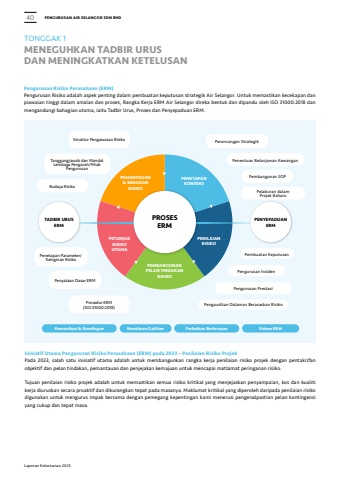 40
PENGURUSAN AIR SELANGOR SDN BHD
TONGGAK 1
MENEGUHKAN TADBIR URUS
DAN MENINGKATKAN KETELUSAN
Pengurusan Risiko Perusahaan (ERM)
Pengurusan Risiko adalah aspek penting dalam pembuatan keputusan strategik Air Selangor. Untuk memastikan kecekapan dan
piawaian tinggi dalam amalan dan proses, Rangka Kerja ERM Air Selangor direka bentuk dan dipandu oleh ISO 31000:2018 dan
mengandungi bahagian utama, iaitu Tadbir Urus, Proses dan Penyepaduan ERM.
Struktur Pengawasan Risiko
Tanggungjawab dan Mandat
Lembaga Pengarah/Pihak
Pengurusan
Budaya Risiko
TADBIR URUS
ERM
Penetapan Parameter/
Keinginan Risiko
Penyataan Dasar ERM
Prosedur ERM
(ISO 31000:2018)
PEMANTAUAN
& SEMAKAN
RISIKO
PENETAPAN
KONTEKS
PROSES
ERM
PETUNJUK
RISIKO
UTAMA
PENILAIAN
RISIKO
PEMBANGUNAN
PELAN TINDAKAN
RISIKO
Perancangan Strategik
Penentuan Belanjawan Kewangan
Pembangunan SOP
Pelaburan dalam
Projek Baharu
PENYEPADUAN
ERM
Pembuatan Keputusan
Pengurusan Insiden
Pengurusan Prestasi
Pengauditan Dalaman Berasaskan Risiko
Komunikasi & Rundingan
Kesedaran/Latihan
Perbaikan Berterusan
Sistem ERM
Inisiatif Utama Pengurusan Risiko Perusahaan (ERM) pada 2023 – Penilaian Risiko Projek
Pada 2023, salah satu inisiatif utama adalah untuk membangunkan rangka kerja penilaian risiko projek dengan pentakrifan
objektif dan pelan tindakan, pemantauan dan penjejakan kemajuan untuk mencapai matlamat peringanan risiko.
Tujuan penilaian risiko projek adalah untuk memastikan semua risiko kritikal yang menjejaskan penyampaian, kos dan kualiti
kerja diuruskan secara proaktif dan dikurangkan tepat pada masanya. Maklumat kritikal yang diperoleh daripada penilaian risiko
digunakan untuk mengurus impak bersama dengan pemegang kepentingan kami menerusi pengenalpastian pelan kontingensi
yang cukup dan tepat masa.
Laporan Kelestarian 2023